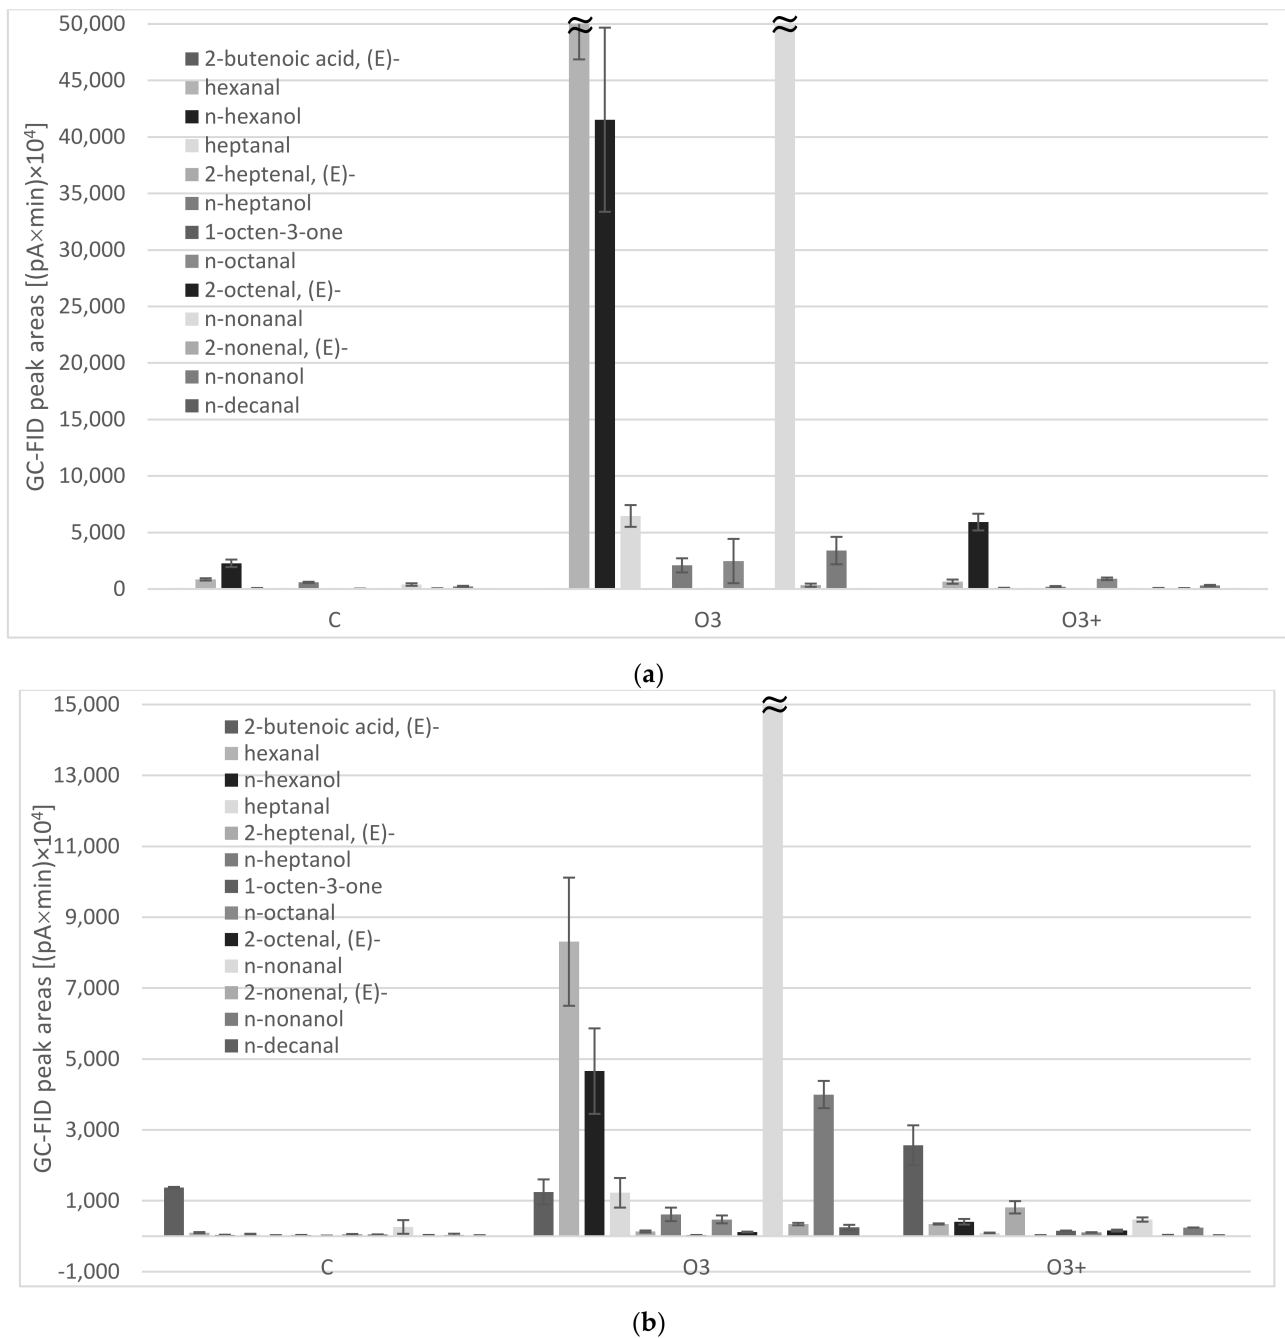 50,000
45,000
40,000
35,000
30,000
25,000
20,000
15,000
10,000
5,000
0
GC-FID peak areas [(pA×min)×10⁴]
2-butenoic acid, (E)-
hexanal
n-hexanol
heptanal
2-heptenal, (E)-
n-heptanol
1-octen-3-one
n-octanal
2-octenal, (E)-
n-nonanal
2-nonenal, (E)-
n-nonanol
n-decanal
C O3 O3+
(a)
15,000
13,000
11,000
9,000
7,000
5,000
3,000
1,000
-1,000
GC-FID peak areas [(pA×min)×10⁴]
2-butenoic acid, (E)-
hexanal
n-hexanol
heptanal
2-heptenal, (E)-
n-heptanol
1-octen-3-one
n-octanal
2-octenal, (E)-
n-nonanal
2-nonenal, (E)-
n-nonanol
n-decanal
C O3 O3+
(b)